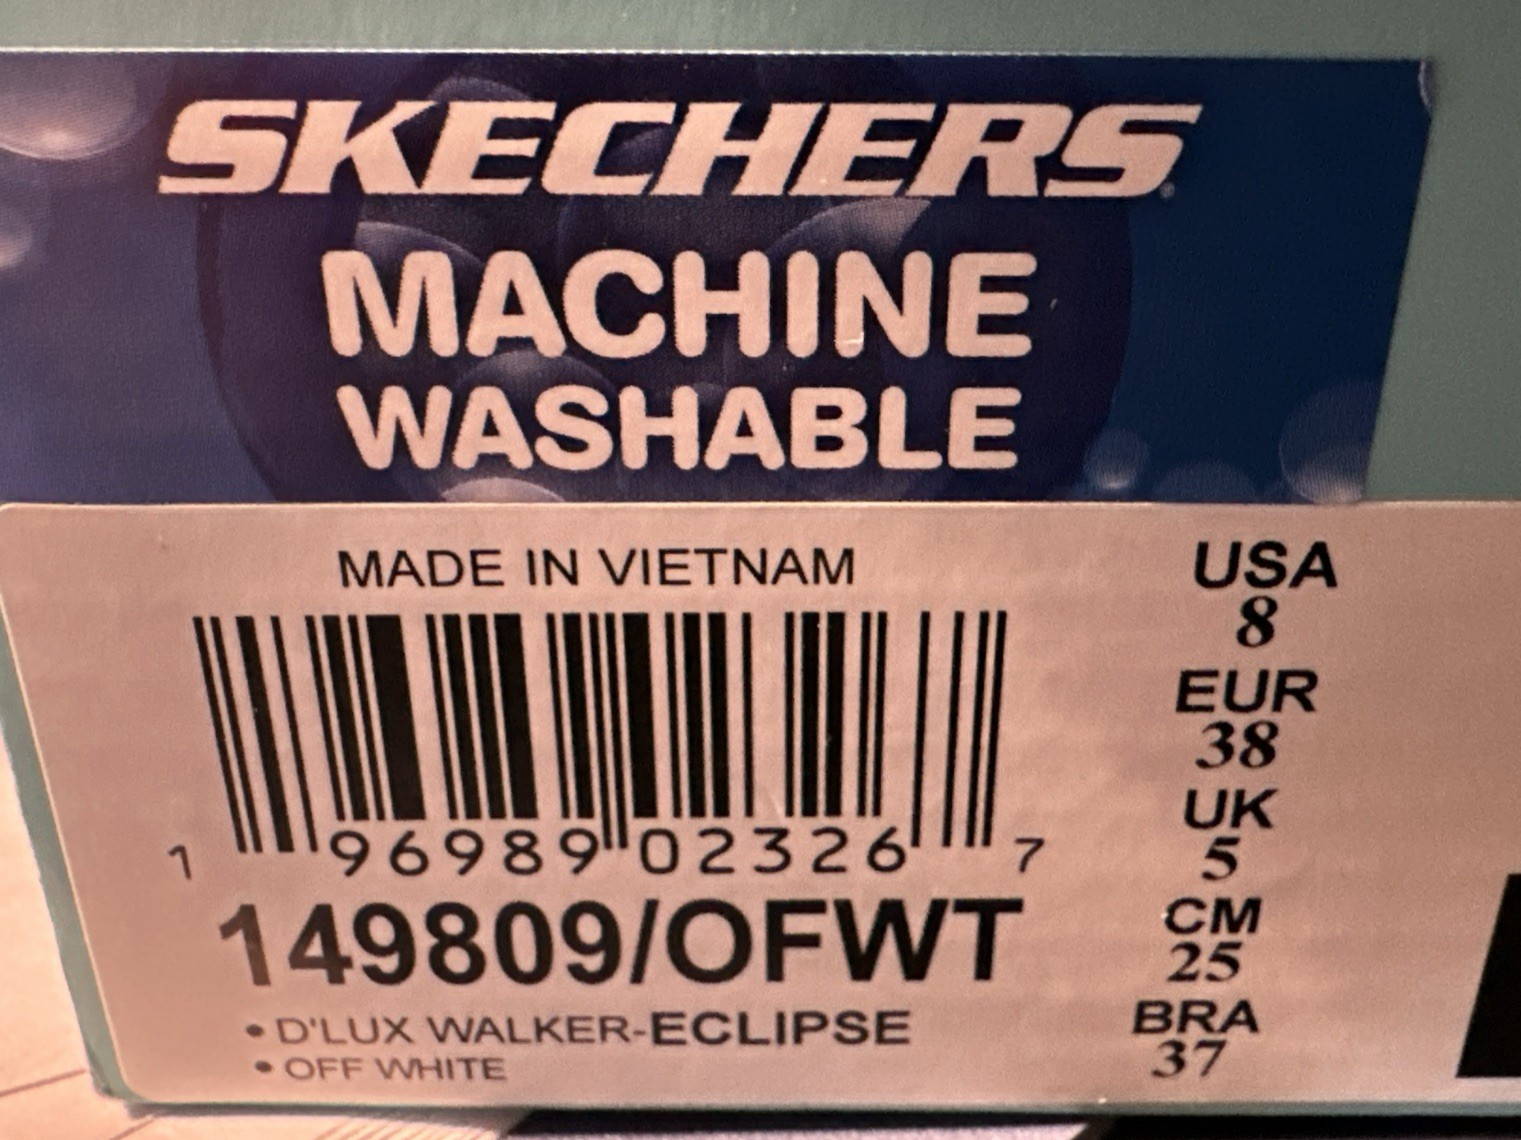 SKECHERS
MACHINE
WASHABLE
MADE IN VIETNAM
1 96989 02326 7
149809/OFWT
• D'LUX WALKER-ECLIPSE
• OFF WHITE
USA
8
EUR
38
UK
5
CM
25
BRA
37